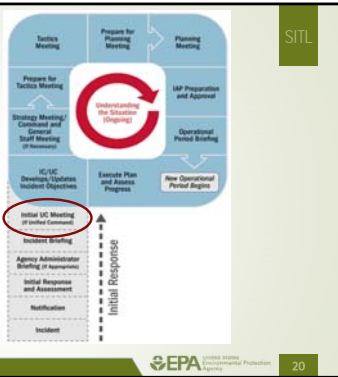 Tactics
Meeting
Prepare for
Planning
Meeting
Planning
Meeting
SITL
Prepare for
Tactics Meeting
Understanding
the Situation
(Ongoing)
IAP Preparation
and Approval
Strategy Meeting/
Command and
General
Staff Meeting
(If Necessary)
Operational
Period Briefing
IC/UC
Develops/Updates
Incident Objectives
Execute Plan
and Assess
Progress
New Operational
Period Begins
Initial UC Meeting
(If Unified Command)
Incident Briefing
Agency Administrator
Briefing (If Appropriate)
Initial Response
and Assessment
Notification
Incident
Initial Response
EPA United States
Environmental Protection
Agency
20